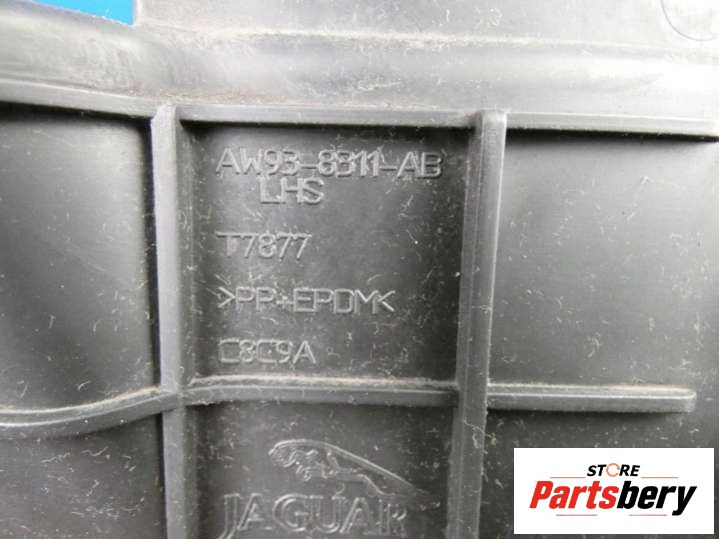 AW93-8311-AB
LHS
T7877
>PP+EPDM<
C8C9A
JAGUAR
STORE
Partsbery